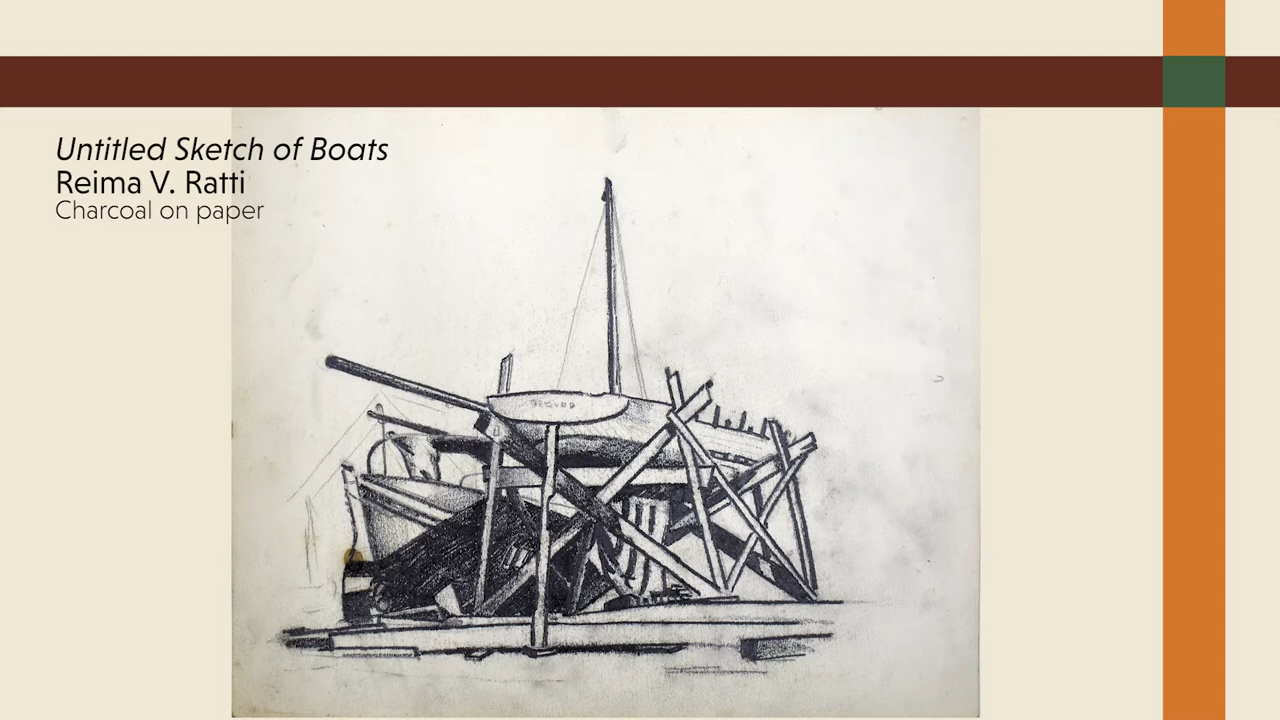 Untitled Sketch of Boats
Reima V. Ratti
Charcoal on paper